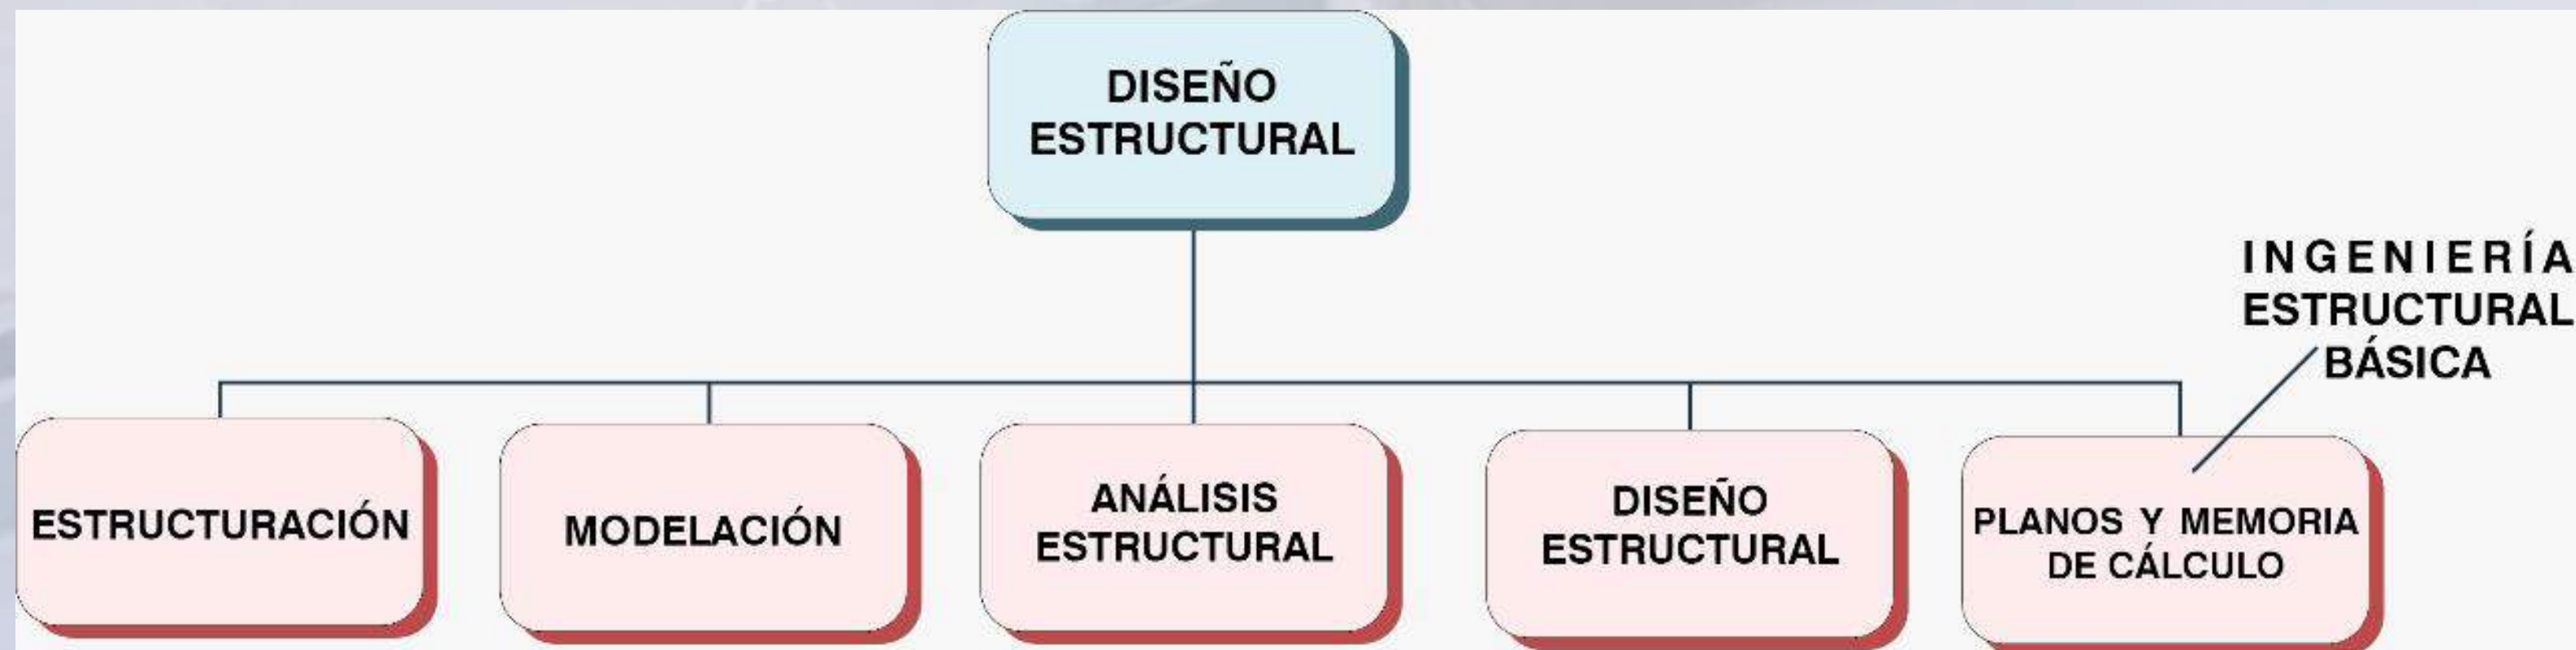 DISEÑO
ESTRUCTURAL
INGENIERÍA
ESTRUCTURAL
BÁSICA
ESTRUCTURACIÓN
MODELACIÓN
ANÁLISIS
ESTRUCTURAL
DISEÑO
ESTRUCTURAL
PLANOS Y MEMORIA
DE CÁLCULO